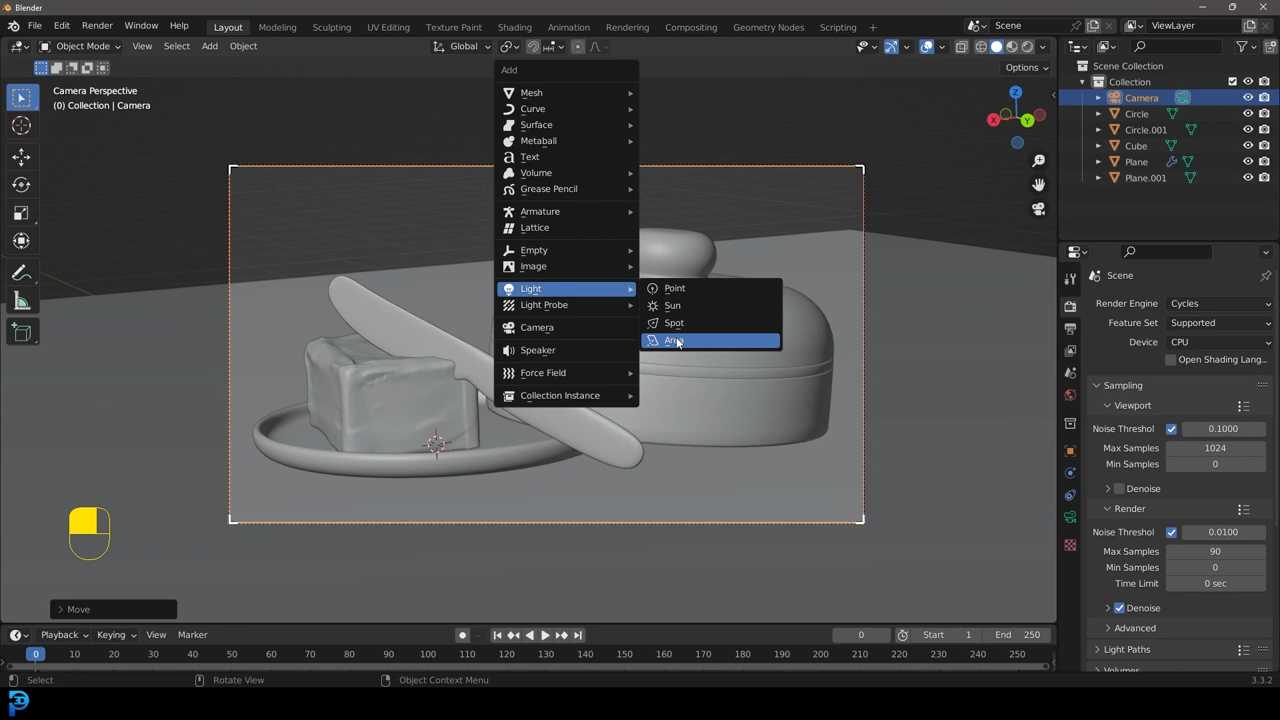 Blender
File Edit Render Window Help Layout Modeling Sculpting UV Editing Texture Paint Shading Animation Rendering Compositing Geometry Nodes Scripting + Scene ViewLayer
Object Mode View Select Add Object Global
Options
Camera Perspective
(0) Collection | Camera
Add
Mesh
Curve
Surface
Metaball
Text
Volume
Grease Pencil
Armature
Lattice
Empty
Image
Light
Light Probe
Camera
Speaker
Force Field
Collection Instance
Point
Sun
Spot
Area
X
Y
Z
Move
Scene Collection
Collection
Camera
Circle
Circle.001
Cube
Plane
Plane.001
Scene
Render Engine Cycles
Feature Set Supported
Device CPU
Open Shading Lang...
Sampling
Viewport
Noise Threshol 0.1000
Max Samples 1024
Min Samples 0
Denoise
Render
Noise Threshol 0.0100
Max Samples 90
Min Samples 0
Time Limit 0 sec
Denoise
Advanced
Light Paths
Volumes
Playback Keying View Marker 0 Start 1 End 250
0 10 20 30 40 50 60 70 80 90 100 110 120 130 140 150 160 170 180 190 200 210 220 230 240 250
Select Rotate View Object Context Menu 3.3.2